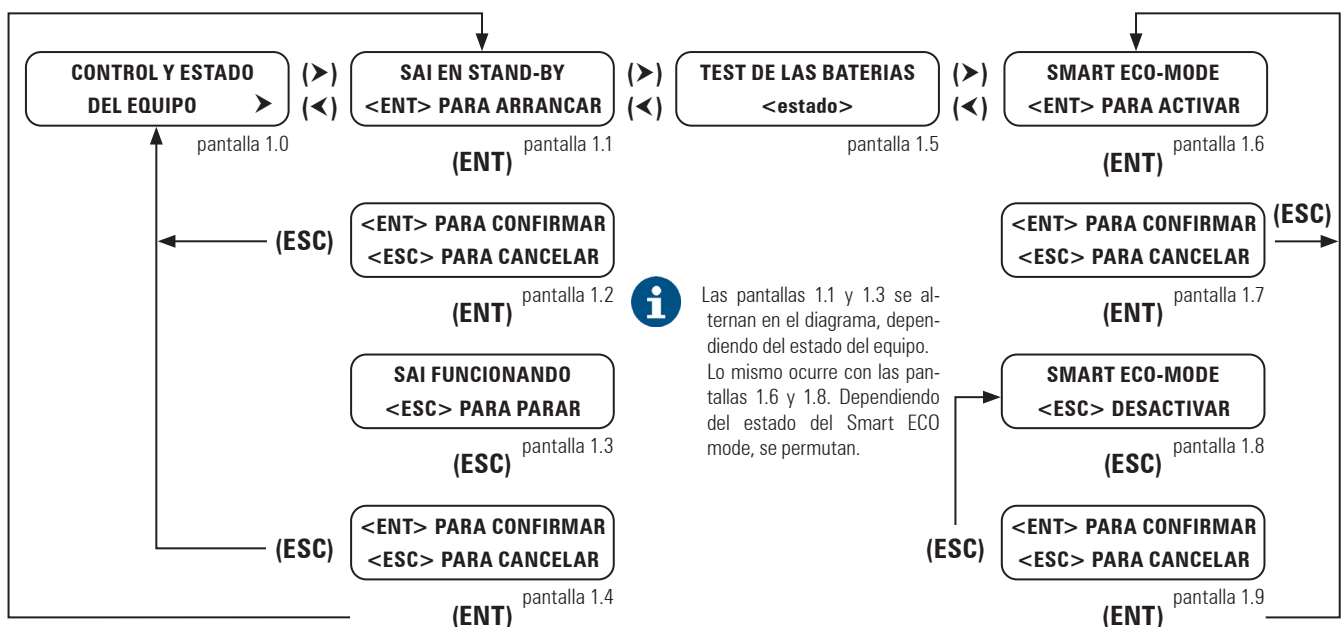 CONTROL Y ESTADO
DEL EQUIPO ➤
pantalla 1.0
(➤)
(⮜)
SAI EN STAND-BY
<ENT> PARA ARRANCAR
pantalla 1.1
(➤)
(⮜)
TEST DE LAS BATERIAS
<estado>
pantalla 1.5
(➤)
(⮜)
SMART ECO-MODE
<ENT> PARA ACTIVAR
pantalla 1.6
(ENT)
(ENT)
(ESC)
<ENT> PARA CONFIRMAR
<ESC> PARA CANCELAR
pantalla 1.2
(ENT)
<ENT> PARA CONFIRMAR
<ESC> PARA CANCELAR
pantalla 1.7
(ESC)
(ENT)
i
Las pantallas 1.1 y 1.3 se al-
ternan en el diagrama, depen-
diendo del estado del equipo.
Lo mismo ocurre con las pan-
tallas 1.6 y 1.8. Dependiendo
del estado del Smart ECO
mode, se permutan.
SAI FUNCIONANDO
<ESC> PARA PARAR
pantalla 1.3
(ESC)
SMART ECO-MODE
<ESC> DESACTIVAR
pantalla 1.8
(ESC)
(ESC)
<ENT> PARA CONFIRMAR
<ESC> PARA CANCELAR
pantalla 1.4
(ENT)
(ESC)
<ENT> PARA CONFIRMAR
<ESC> PARA CANCELAR
pantalla 1.9
(ENT)